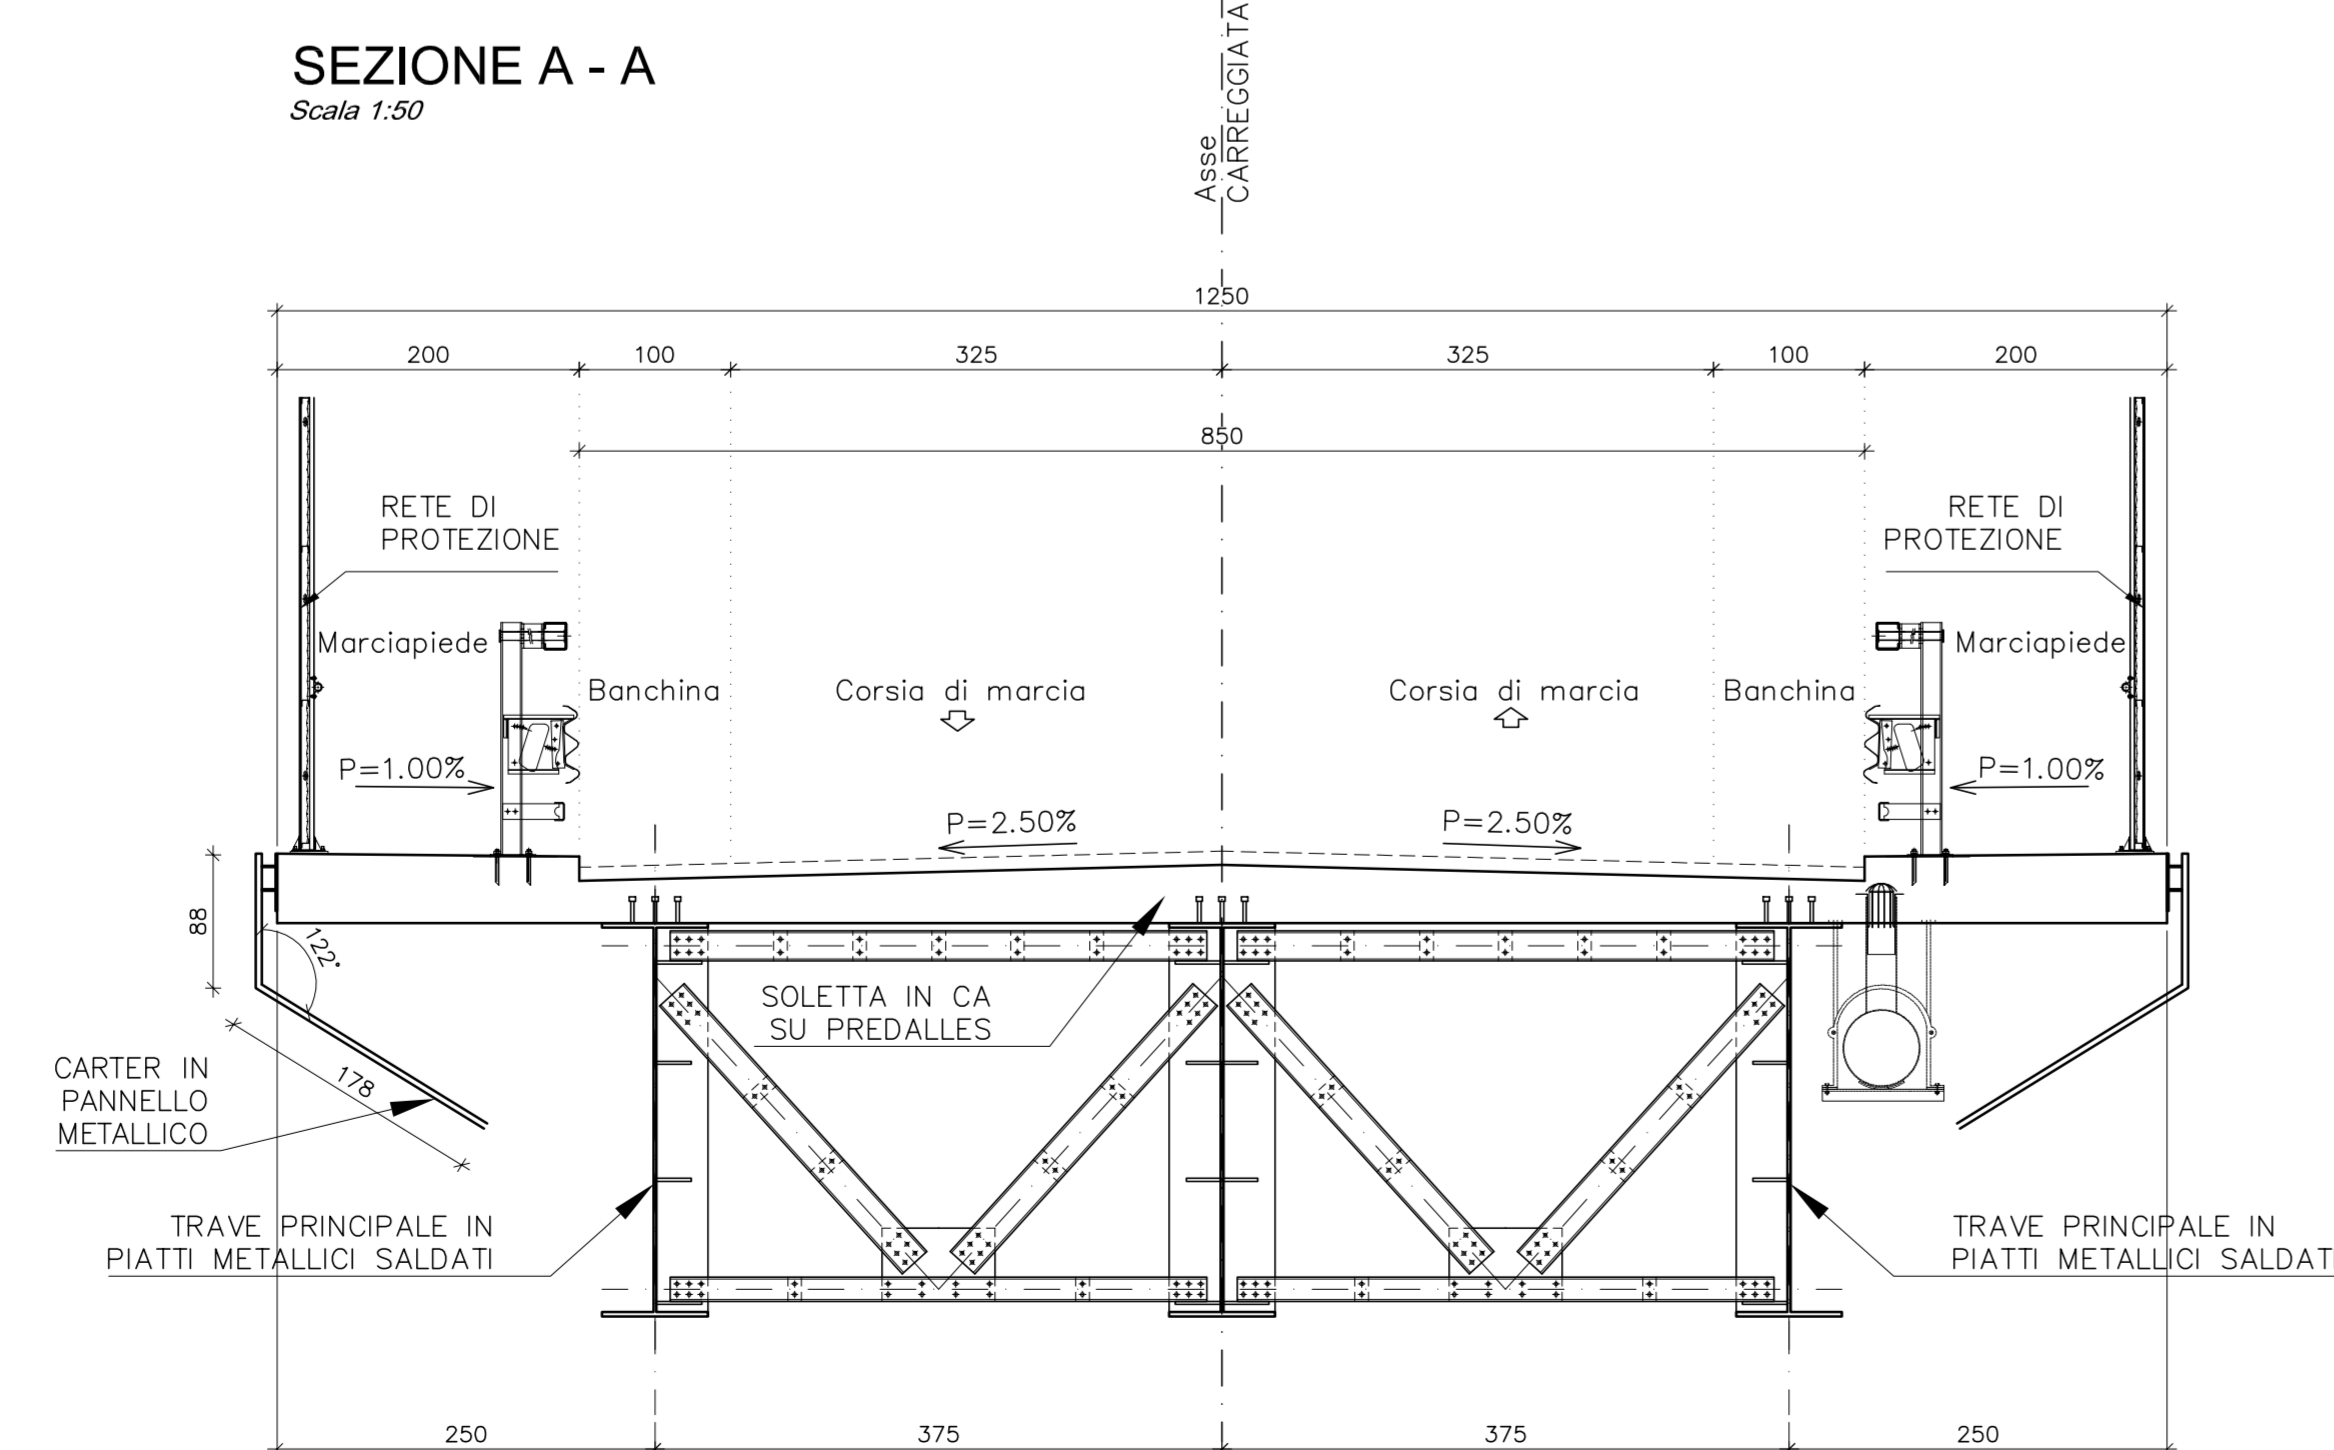 SEZIONE A - A
Scala 1:50
Asse
CARREGGIATA
1250
200
100
325
325
100
200
850
RETE DI
PROTEZIONE
RETE DI
PROTEZIONE
Marciapiede
Marciapiede
Banchina
Corsia di marcia
Corsia di marcia
Banchina
P=1.00%
P=1.00%
P=2.50%
P=2.50%
88
122°
178
SOLETTA IN CA
SU PREDALLES
CARTER IN
PANNELLO
METALLICO
TRAVE PRINCIPALE IN
PIATTI METALLICI SALDATI
TRAVE PRINCIPALE IN
PIATTI METALLICI SALDATI
250
375
375
250